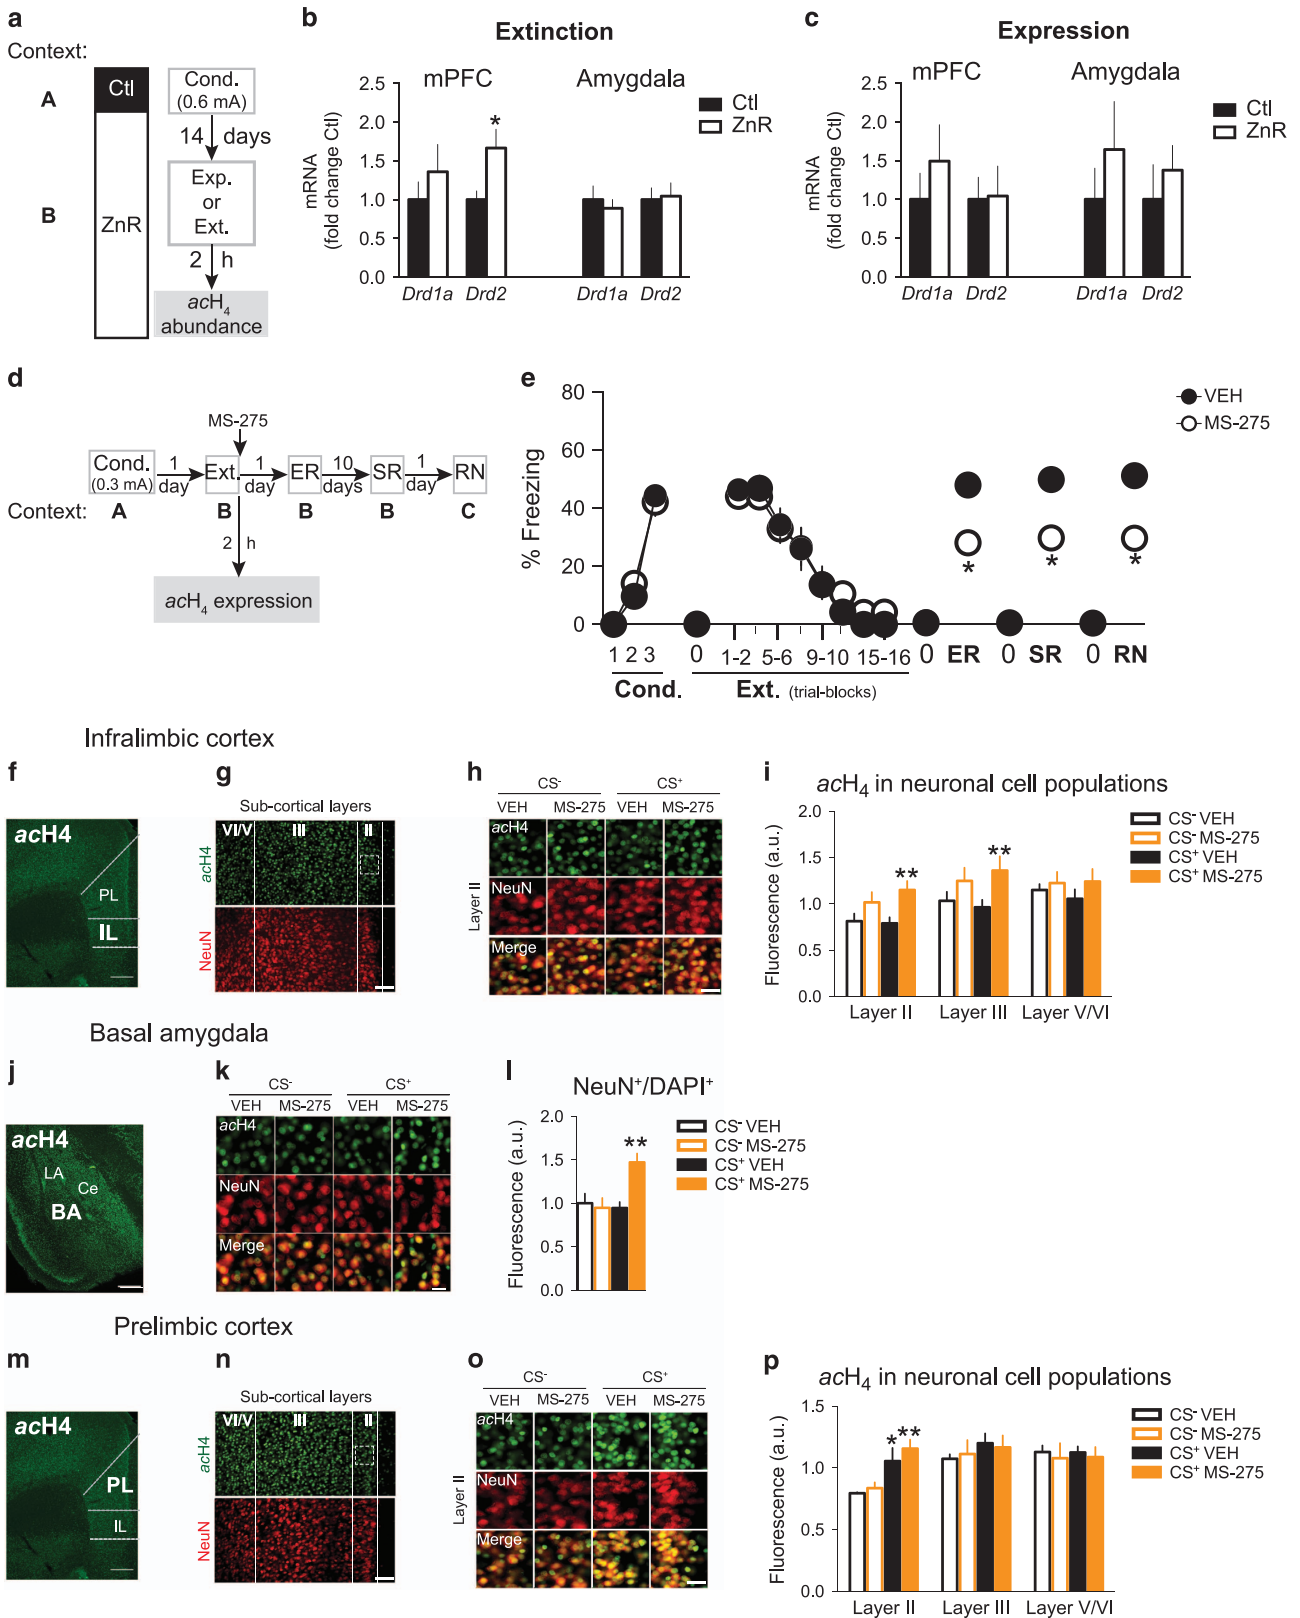 a
Context:
A
B
Ctl
ZnR
Cond.
(0.6 mA)
14 days
Exp.
or
Ext.
2 h
acH4
abundance
b
Extinction
mPFC
Amygdala
mRNA
(fold change Ctl)
2.5
2.0
1.5
1.0
0.5
0.0
*
Ctl
ZnR
Drd1a Drd2 Drd1a Drd2
c
Expression
mPFC
Amygdala
mRNA
(fold change Ctl)
2.5
2.0
1.5
1.0
0.5
0.0
Ctl
ZnR
Drd1a Drd2 Drd1a Drd2
d
MS-275
Cond.
(0.3 mA)
1
day
Ext.
1
day
ER
10
days
SR
1
day
RN
Context: A B B B C
2 h
acH4 expression
e
% Freezing
80
60
40
20
0
VEH
MS-275
* * *
1 2 3 0 1-2 5-6 9-10 15-16 0 ER 0 SR 0 RN
Cond. Ext. (trial-blocks)
Infralimbic cortex
f
acH4
PL
IL
g
Sub-cortical layers
VI/V III II
acH4
NeuN
h
CS- CS+
VEH MS-275 VEH MS-275
Layer II
acH4
NeuN
Merge
i
acH4 in neuronal cell populations
Fluorescence (a.u.)
2.0
1.5
1.0
0.5
0.0
** **
CS- VEH
CS- MS-275
CS+ VEH
CS+ MS-275
Layer II Layer III Layer V/VI
Basal amygdala
j
acH4
LA
Ce
BA
k
CS- CS+
VEH MS-275 VEH MS-275
acH4
NeuN
Merge
l
NeuN+/DAPI+
Fluorescence (a.u.)
2.0
1.5
1.0
0.5
0.0
**
CS- VEH
CS- MS-275
CS+ VEH
CS+ MS-275
Prelimbic cortex
m
acH4
PL
IL
n
Sub-cortical layers
VI/V III II
acH4
NeuN
o
CS- CS+
VEH MS-275 VEH MS-275
Layer II
acH4
NeuN
Merge
p
acH4 in neuronal cell populations
Fluorescence (a.u.)
1.5
1.0
0.5
0.0
* **
CS- VEH
CS- MS-275
CS+ VEH
CS+ MS-275
Layer II Layer III Layer V/VI